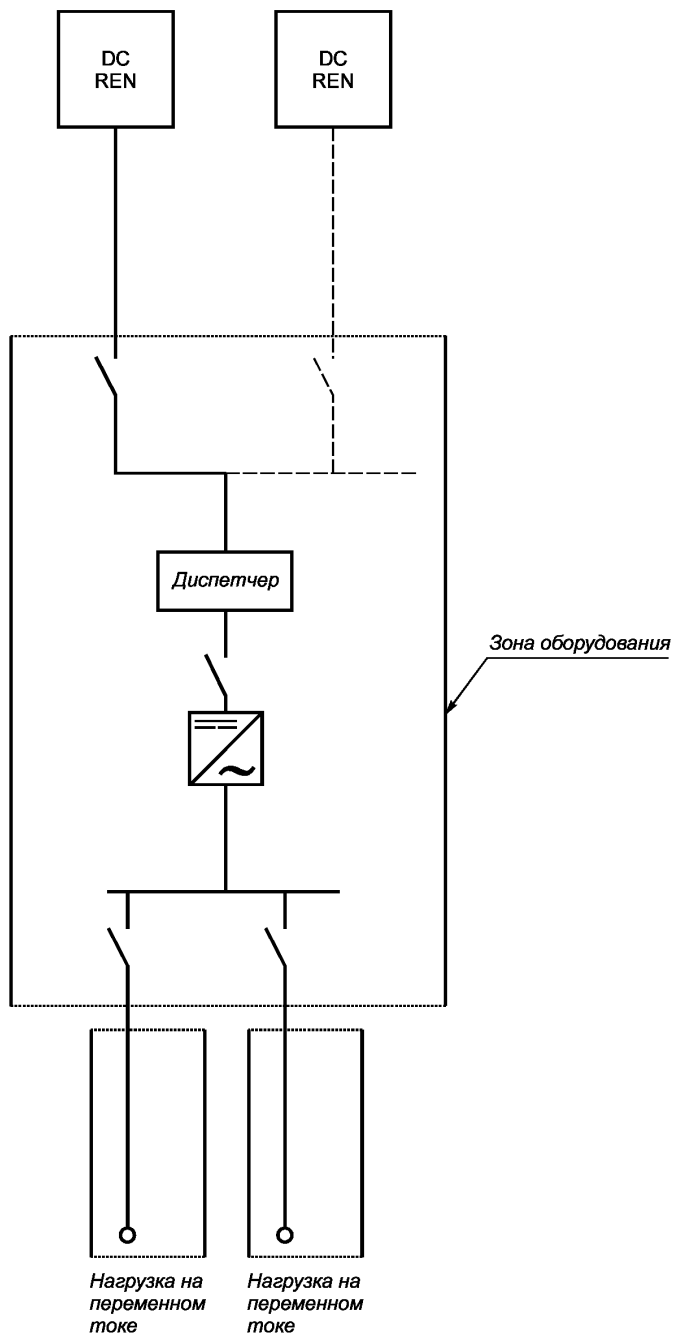 DC
REN
DC
REN
Диспетчер
Зона оборудования
Нагрузка на
переменном
токе
Нагрузка на
переменном
токе